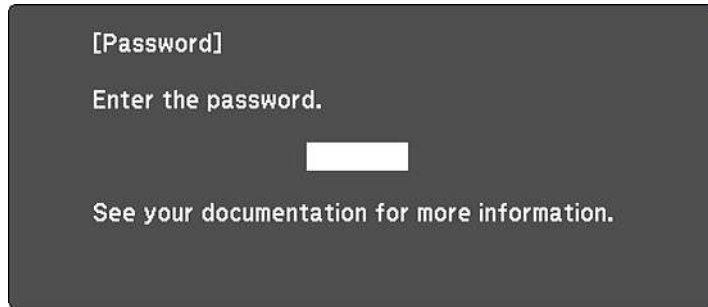 [Password]
Enter the password.
See your documentation for more information.